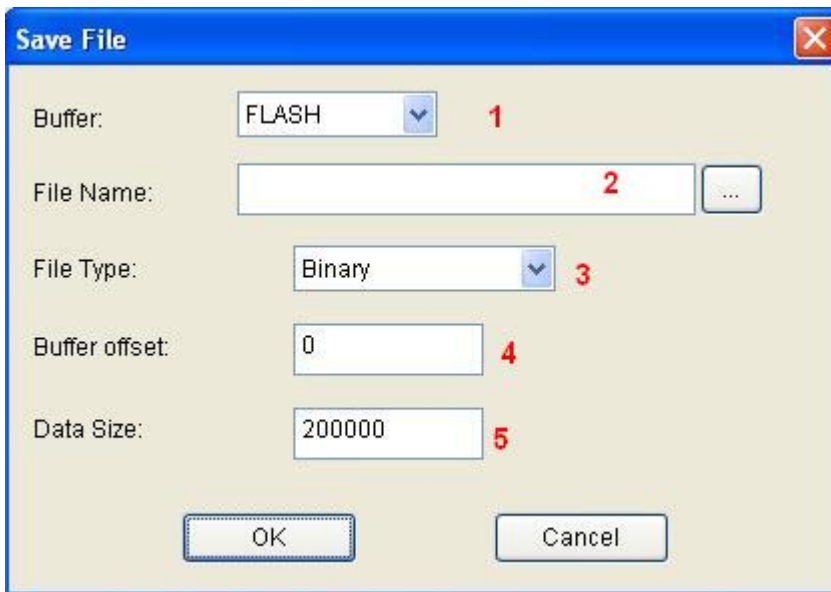 Save File
Buffer: FLASH 1
File Name: 2 ...
File Type: Binary 3
Buffer offset: 0 4
Data Size: 200000 5
OK Cancel